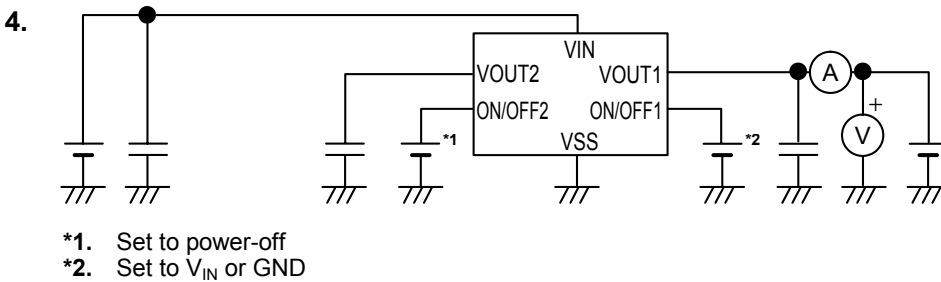 4.
VIN
VOUT2 VOUT1
A
ON/OFF2 ON/OFF1
+
*1 *2
V
VSS
*1. Set to power-off
*2. Set to VIN or GND